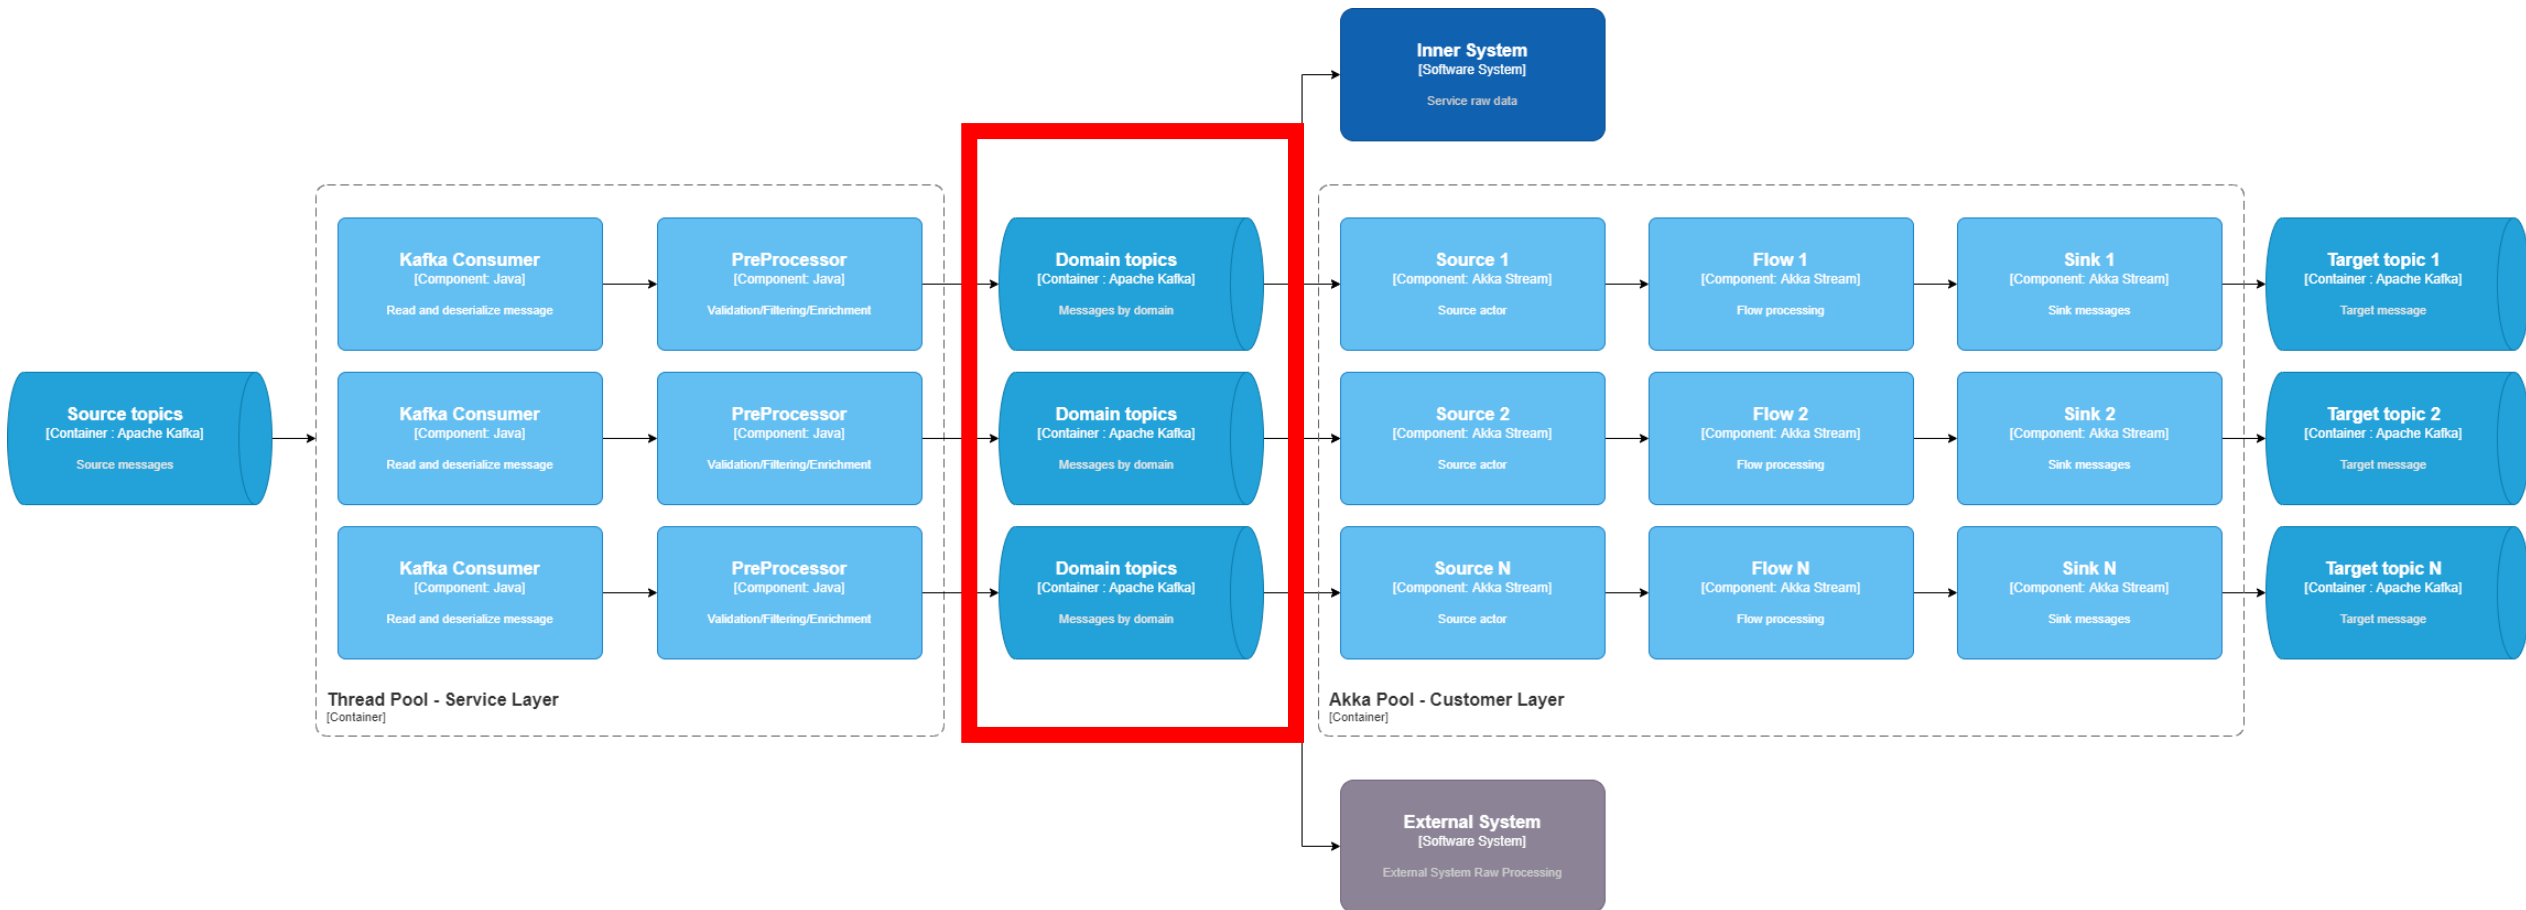 Inner System
[Software System]
Service raw data
Source topics
[Container : Apache Kafka]
Source messages
Kafka Consumer
[Component: Java]
Read and deserialize message
PreProcessor
[Component: Java]
Validation/Filtering/Enrichment
Kafka Consumer
[Component: Java]
Read and deserialize message
PreProcessor
[Component: Java]
Validation/Filtering/Enrichment
Kafka Consumer
[Component: Java]
Read and deserialize message
PreProcessor
[Component: Java]
Validation/Filtering/Enrichment
Thread Pool - Service Layer
[Container]
Domain topics
[Container : Apache Kafka]
Messages by domain
Domain topics
[Container : Apache Kafka]
Messages by domain
Domain topics
[Container : Apache Kafka]
Messages by domain
Source 1
[Component: Akka Stream]
Source actor
Flow 1
[Component: Akka Stream]
Flow processing
Sink 1
[Component: Akka Stream]
Sink messages
Source 2
[Component: Akka Stream]
Source actor
Flow 2
[Component: Akka Stream]
Flow processing
Sink 2
[Component: Akka Stream]
Sink messages
Source N
[Component: Akka Stream]
Source actor
Flow N
[Component: Akka Stream]
Flow processing
Sink N
[Component: Akka Stream]
Sink messages
Akka Pool - Customer Layer
[Container]
Target topic 1
[Container : Apache Kafka]
Target message
Target topic 2
[Container : Apache Kafka]
Target message
Target topic N
[Container : Apache Kafka]
Target message
External System
[Software System]
External System Raw Processing